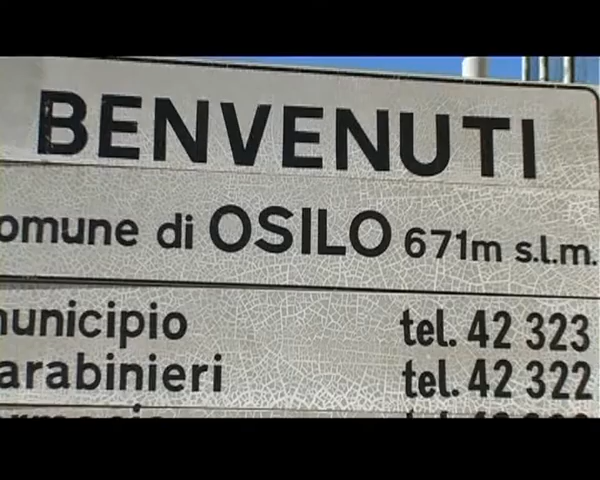 BENVENUTI
omune di OSILO 671m s.l.m.
unicipio tel. 42 323
arabinieri tel. 42 322